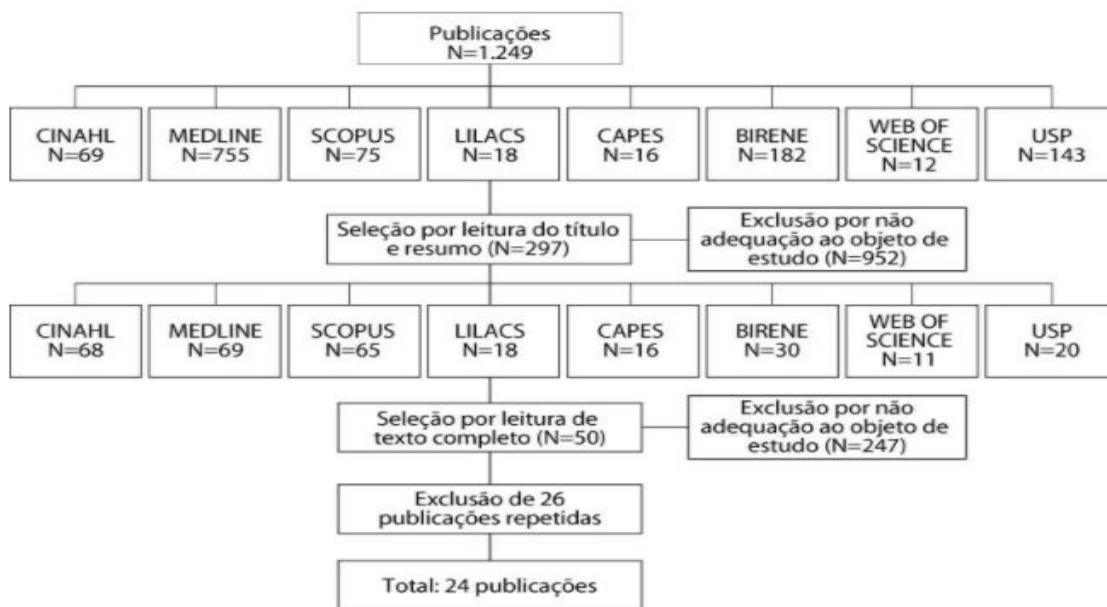 Publicações
N=1.249
CINAHL
N=69
MEDLINE
N=755
SCOPUS
N=75
LILACS
N=18
CAPES
N=16
BIRENE
N=182
WEB OF
SCIENCE
N=12
USP
N=143
Seleção por leitura do título
e resumo (N=297)
Exclusão por não
adequação ao objeto de
estudo (N=952)
CINAHL
N=68
MEDLINE
N=69
SCOPUS
N=65
LILACS
N=18
CAPES
N=16
BIRENE
N=30
WEB OF
SCIENCE
N=11
USP
N=20
Seleção por leitura de
texto completo (N=50)
Exclusão por não
adequação ao objeto de
estudo (N=247)
Exclusão de 26
publicações repetidas
Total: 24 publicações